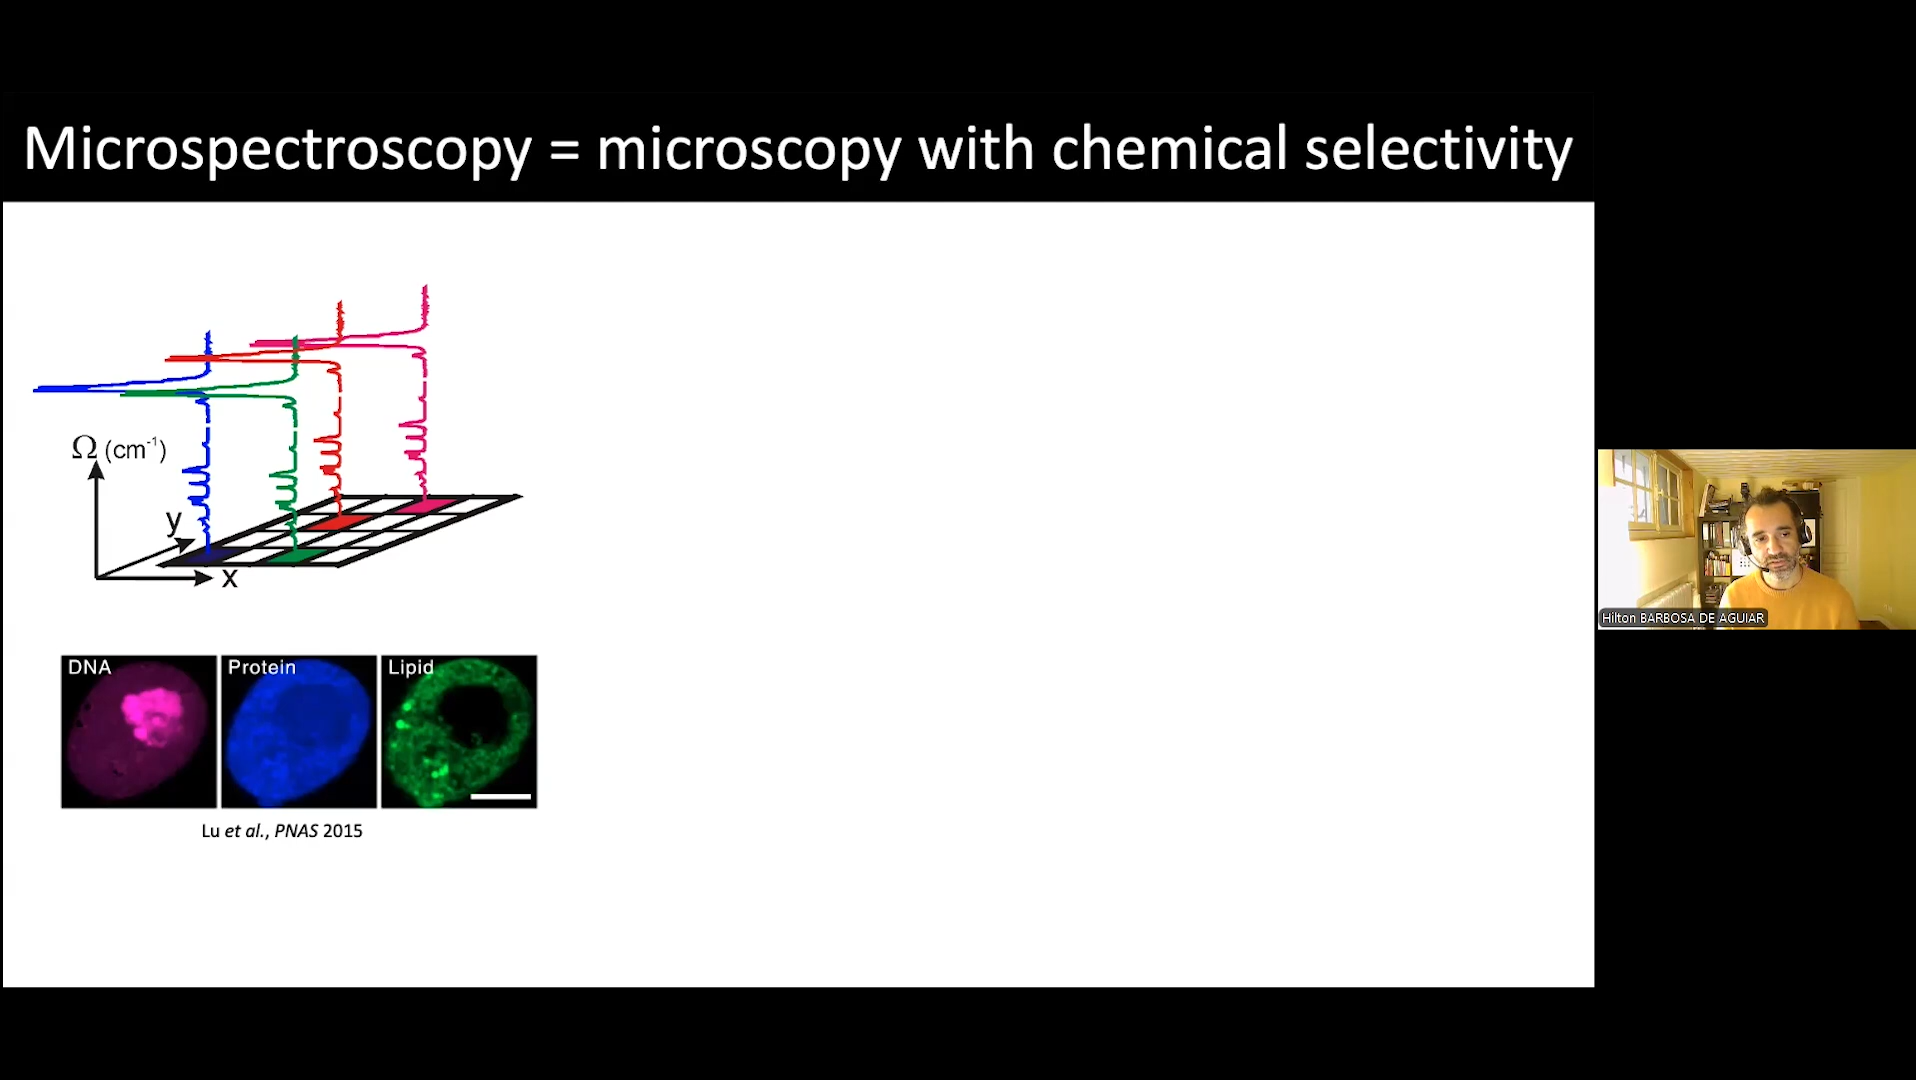 Microspectroscopy = microscopy with chemical selectivity
Ω (cm⁻¹)
y
x
DNA
Protein
Lipid
Lu et al., PNAS 2015
Hilton BARBOSA DE AGUIAR